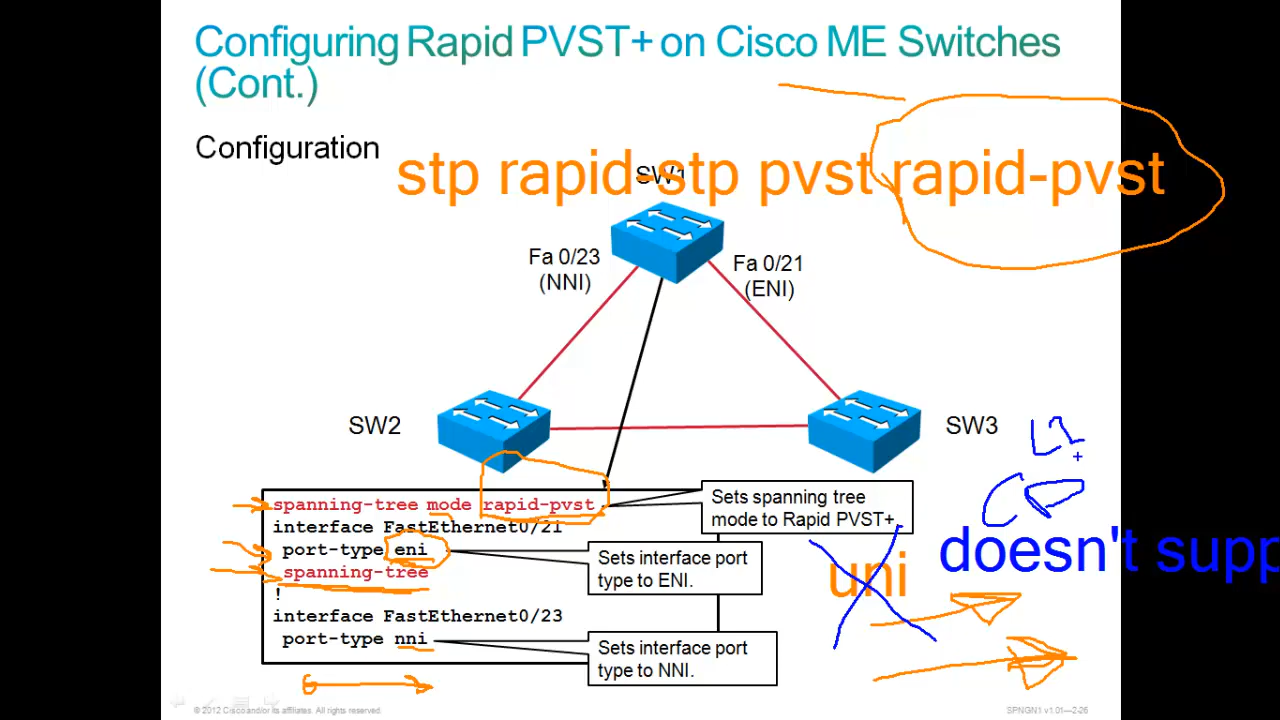 Configuring Rapid PVST+ on Cisco ME Switches
(Cont.)
Configuration
stp rapid-stp pvst rapid-pvst
SW1
Fa 0/23
(NNI)
Fa 0/21
(ENI)
SW2
SW3
spanning-tree mode rapid-pvst
interface FastEthernet0/21
port-type eni
spanning-tree
!
interface FastEthernet0/23
port-type nni
Sets spanning tree
mode to Rapid PVST+.
Sets interface port
type to ENI.
Sets interface port
type to NNI.
uni
doesn't supp
© 2012 Cisco and/or its affiliates. All rights reserved.
SPNGN1 v1.01—2-26